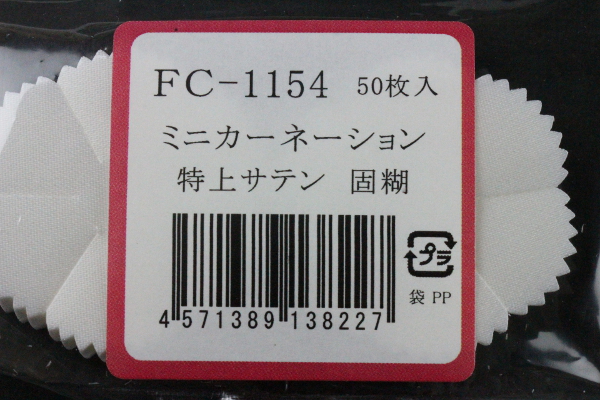 FC-1154 50枚入
ミニカーネーション
特上サテン 固糊
プラ
袋 PP
4 571389 138227